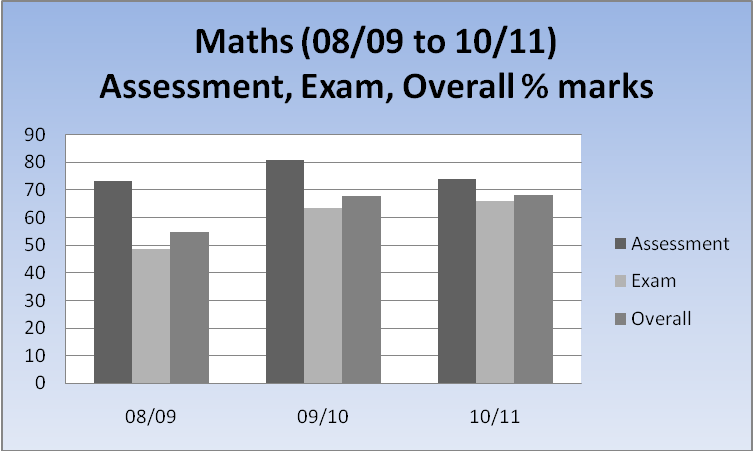 Maths (08/09 to 10/11)
Assessment, Exam, Overall % marks
90
80
70
60
50
40
30
20
10
0
08/09 09/10 10/11
Assessment
Exam
Overall